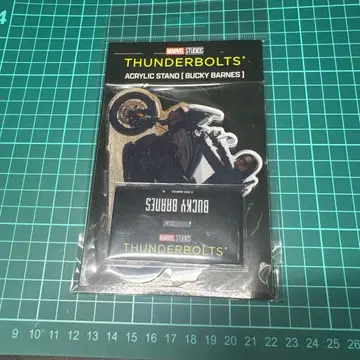 MARVEL STUDIOS
THUNDERBOLTS*
ACRYLIC STAND [ BUCKY BARNES ]
BUCKY BARNES
MARVEL STUDIOS
THUNDERBOLTS*
4
9 10 11 12 13 14 15 16 17 18 19 20 21 22 23 24 25 26